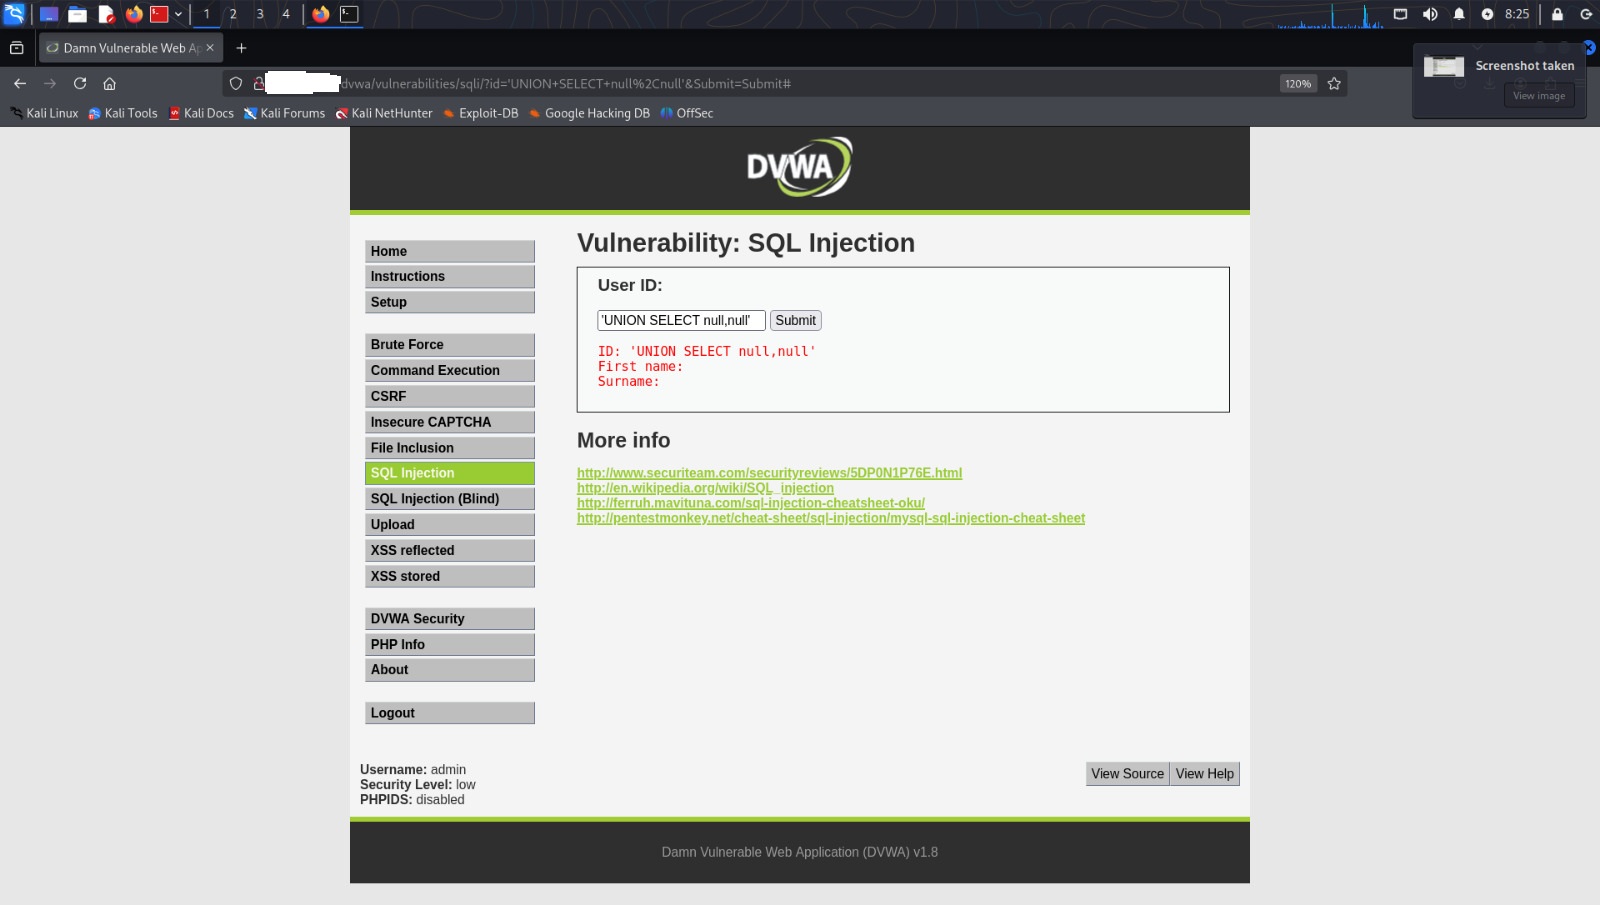 1 2 3 4 8:25
Damn Vulnerable Web Ap
dvwa/vulnerabilities/sqli/?id='UNION+SELECT+null%2Cnull'&Submit=Submit#
120%
Screenshot taken
View image
Kali Linux Kali Tools Kali Docs Kali Forums Kali NetHunter Exploit-DB Google Hacking DB OffSec
DVWA
Home
Instructions
Setup
Brute Force
Command Execution
CSRF
Insecure CAPTCHA
File Inclusion
SQL Injection
SQL Injection (Blind)
Upload
XSS reflected
XSS stored
DVWA Security
PHP Info
About
Logout
Vulnerability: SQL Injection
User ID:
'UNION SELECT null,null' Submit
ID: 'UNION SELECT null,null'
First name:
Surname:
More info
http://www.securiteam.com/securityreviews/5DP0N1P76E.html
http://en.wikipedia.org/wiki/SQL_injection
http://ferruh.mavituna.com/sql-injection-cheatsheet-oku/
http://pentestmonkey.net/cheat-sheet/sql-injection/mysql-sql-injection-cheat-sheet
Username: admin
Security Level: low
PHPIDS: disabled
View Source View Help
Damn Vulnerable Web Application (DVWA) v1.8